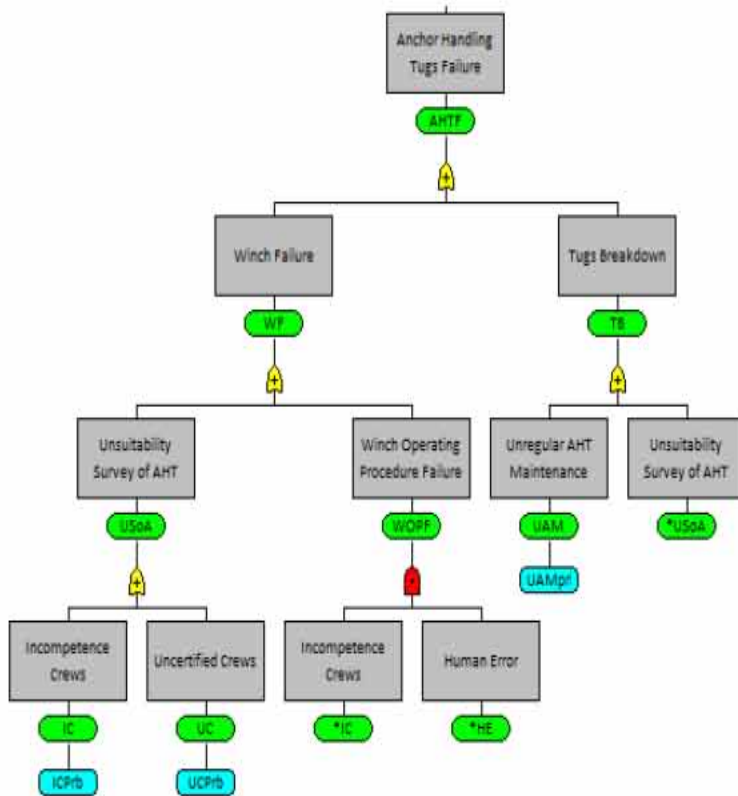 Anchor Handling
Tugs Failure
AHTF
+
+
+
Winch Failure
Tugs Breakdown
WF
TB
Unsuitability
Survey of AHT
Winch Operating
Procedure Failure
Unregular AHT
Maintenance
Unsuitability
Survey of AHT
USoA
WOPF
UAM
*USoA
UAMprl
+
Incompetence
Crews
Uncertified Crews
Incompetence
Crews
Human Error
IC
UC
*IC
*HE
ICPrb
UCPrb